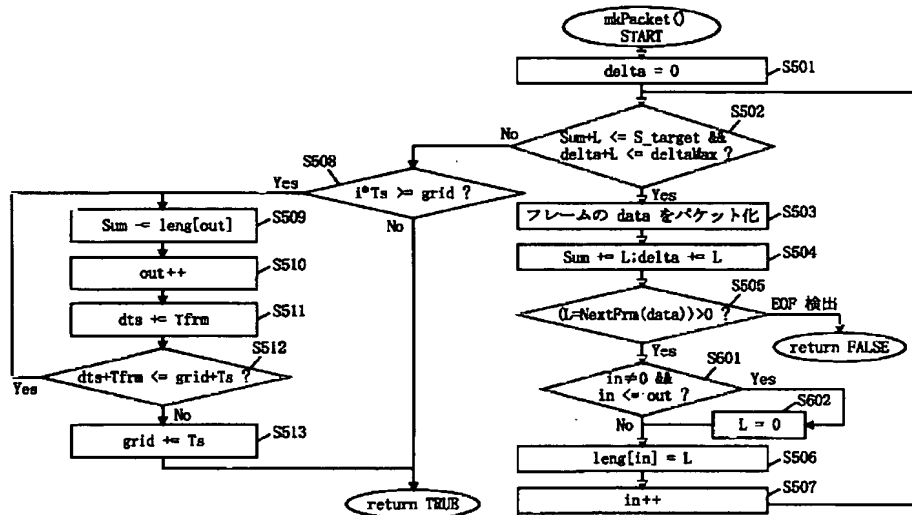 mkPacket()
START
delta = 0
S501
S502
Sum+L <= S_target &&
delta+L <= deltaMax ?
No
Yes
S508
i*Ts >= grid ?
Yes
No
フレームの data をパケット化
S503
Sum += L;delta += L
S504
S505
(L=NextFrm(data))>0 ?
EOF 検出
return FALSE
Yes
S601
in≠0 &&
in <= out ?
Yes
No
S602
L = 0
leng[in] = L
S506
in++
S507
Sum -= leng[out]
S509
out++
S510
dts += Tfrm
S511
S512
dts+Tfrm <= grid+Ts ?
Yes
No
grid += Ts
S513
return TRUE